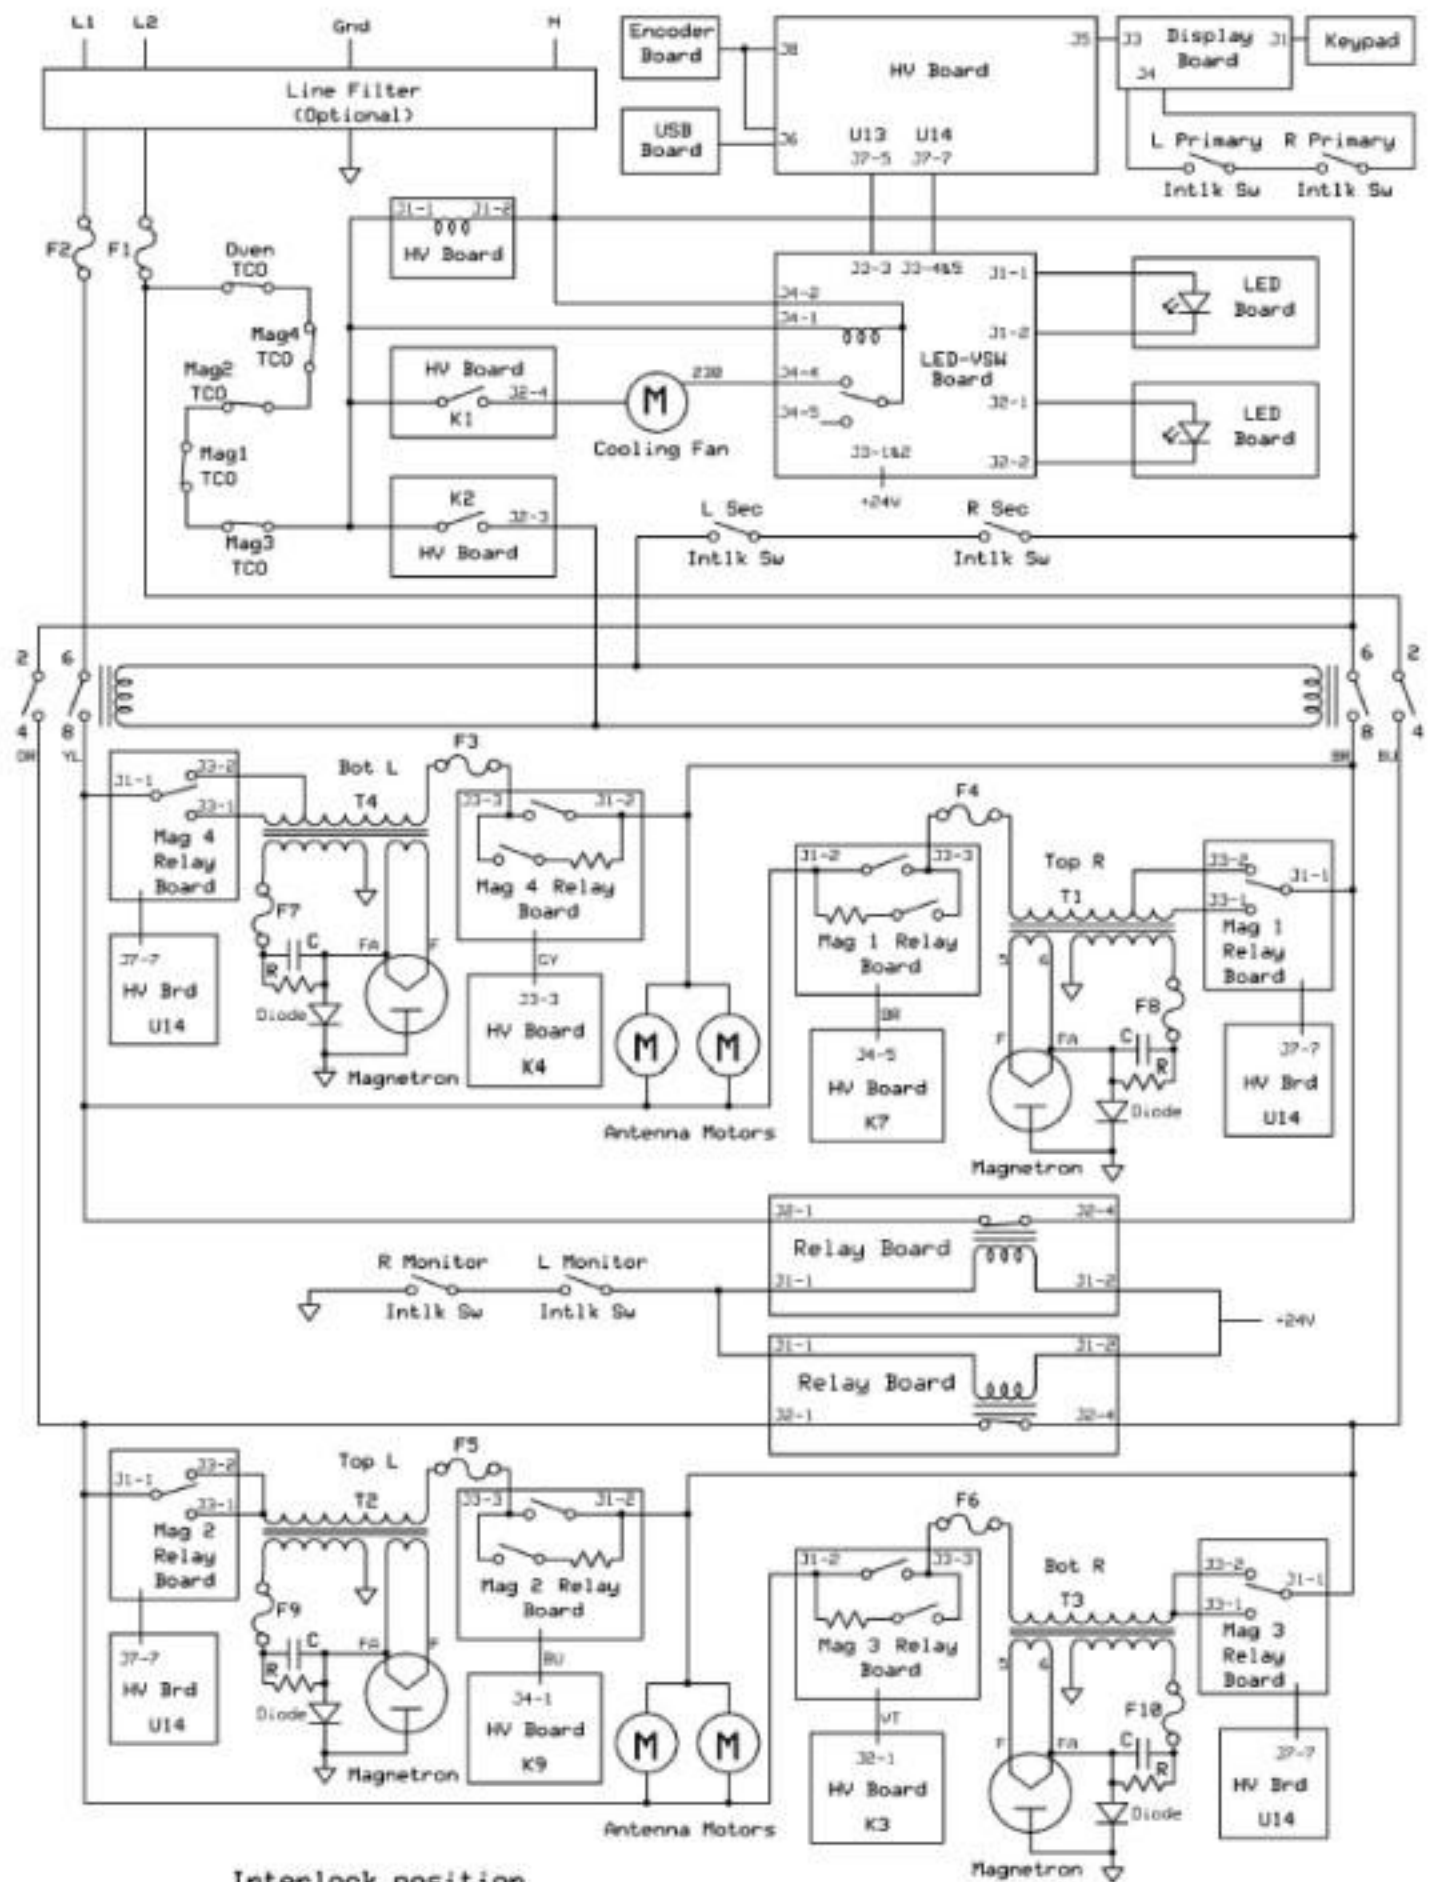 L1 L2 Grnd N
Line Filter
(Optional)
Encoder
Board
USB
Board
J8
J6
HV Board
U13 U14
J7-5 J7-7
J5
J3 Display J1
Board
J4
Keypad
L Primary R Primary
Intlk Sw Intlk Sw
F2 F1
Oven
TCO
Mag4
TCO
Mag2
TCO
Mag1
TCO
Mag3
TCO
J1-1 J1-2
HV Board
HV Board
J2-4
K1
K2
J2-3
HV Board
M
230
Cooling Fan
J3-3 J3-4&5
J4-2
J4-1
J4-4
J4-5
LED-VSW
Board
J1-1
J1-2
J2-1
J2-2
J3-1&2
+24V
LED
Board
LED
Board
L Sec R Sec
Intlk Sw Intlk Sw
2 6 6 2
4 8 8 4
OR YL BR BU
J1-1 J3-2
J3-1
Mag 4
Relay
Board
J7-7
HV Brd
U14
Bot L
T4
F3
F7
C
R
FA F
Diode
Magnetron
J3-3 J1-2
Mag 4 Relay
Board
GY
J3-3
HV Board
K4
M M
Antenna Motors
J1-2 J3-3
Mag 1 Relay
Board
BR
J4-5
HV Board
K7
F4
Top R
T1
5 6
F FA
F8
C
R
Diode
Magnetron
J3-2
J1-1
J3-1
Mag 1
Relay
Board
J7-7
HV Brd
U14
J2-1 J2-4
Relay Board
J1-1 J1-2
R Monitor L Monitor
Intlk Sw Intlk Sw
+24V
J1-1 J1-2
Relay Board
J2-1 J2-4
J1-1 J3-2
J3-1
Mag 2
Relay
Board
J7-7
HV Brd
U14
Top L
T2
F5
F9
C
R
FA F
Diode
Magnetron
J3-3 J1-2
Mag 2 Relay
Board
BU
J4-1
HV Board
K9
M M
Antenna Motors
J1-2 J3-3
Mag 3 Relay
Board
VT
J2-1
HV Board
K3
F6
Bot R
T3
5 6
F FA
F10
C
R
Diode
Magnetron
J3-2
J1-1
J3-1
Mag 3
Relay
Board
J7-7
HV Brd
U14
Interlock position